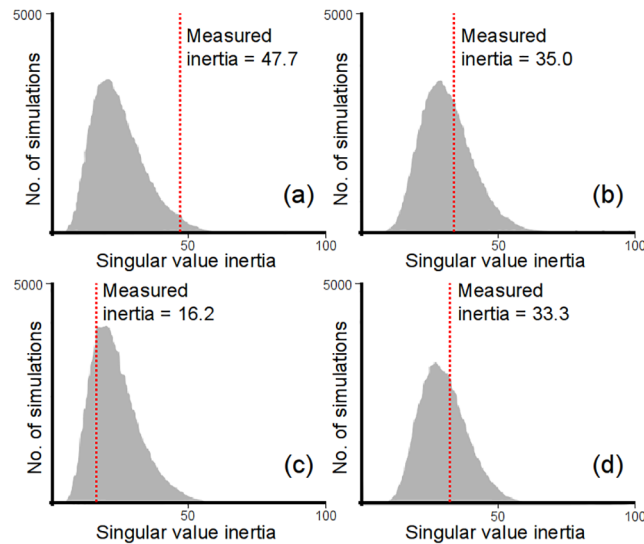 5000
No. of simulations
Measured
inertia = 47.7
(a)
50
100
Singular value inertia
5000
No. of simulations
Measured
inertia = 35.0
(b)
50
100
Singular value inertia
5000
No. of simulations
Measured
inertia = 16.2
(c)
50
100
Singular value inertia
5000
No. of simulations
Measured
inertia = 33.3
(d)
50
100
Singular value inertia